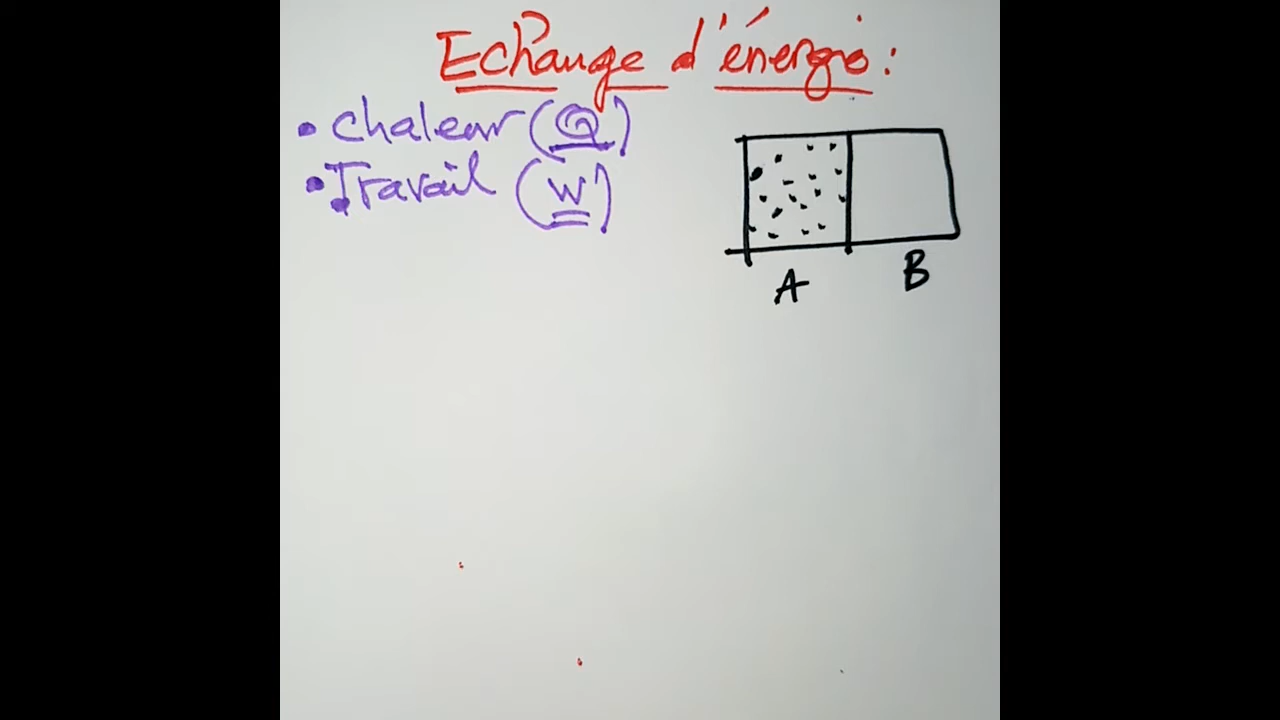 Echange d'énergie :
• chaleur (Q)
• Travail (W)
A
B